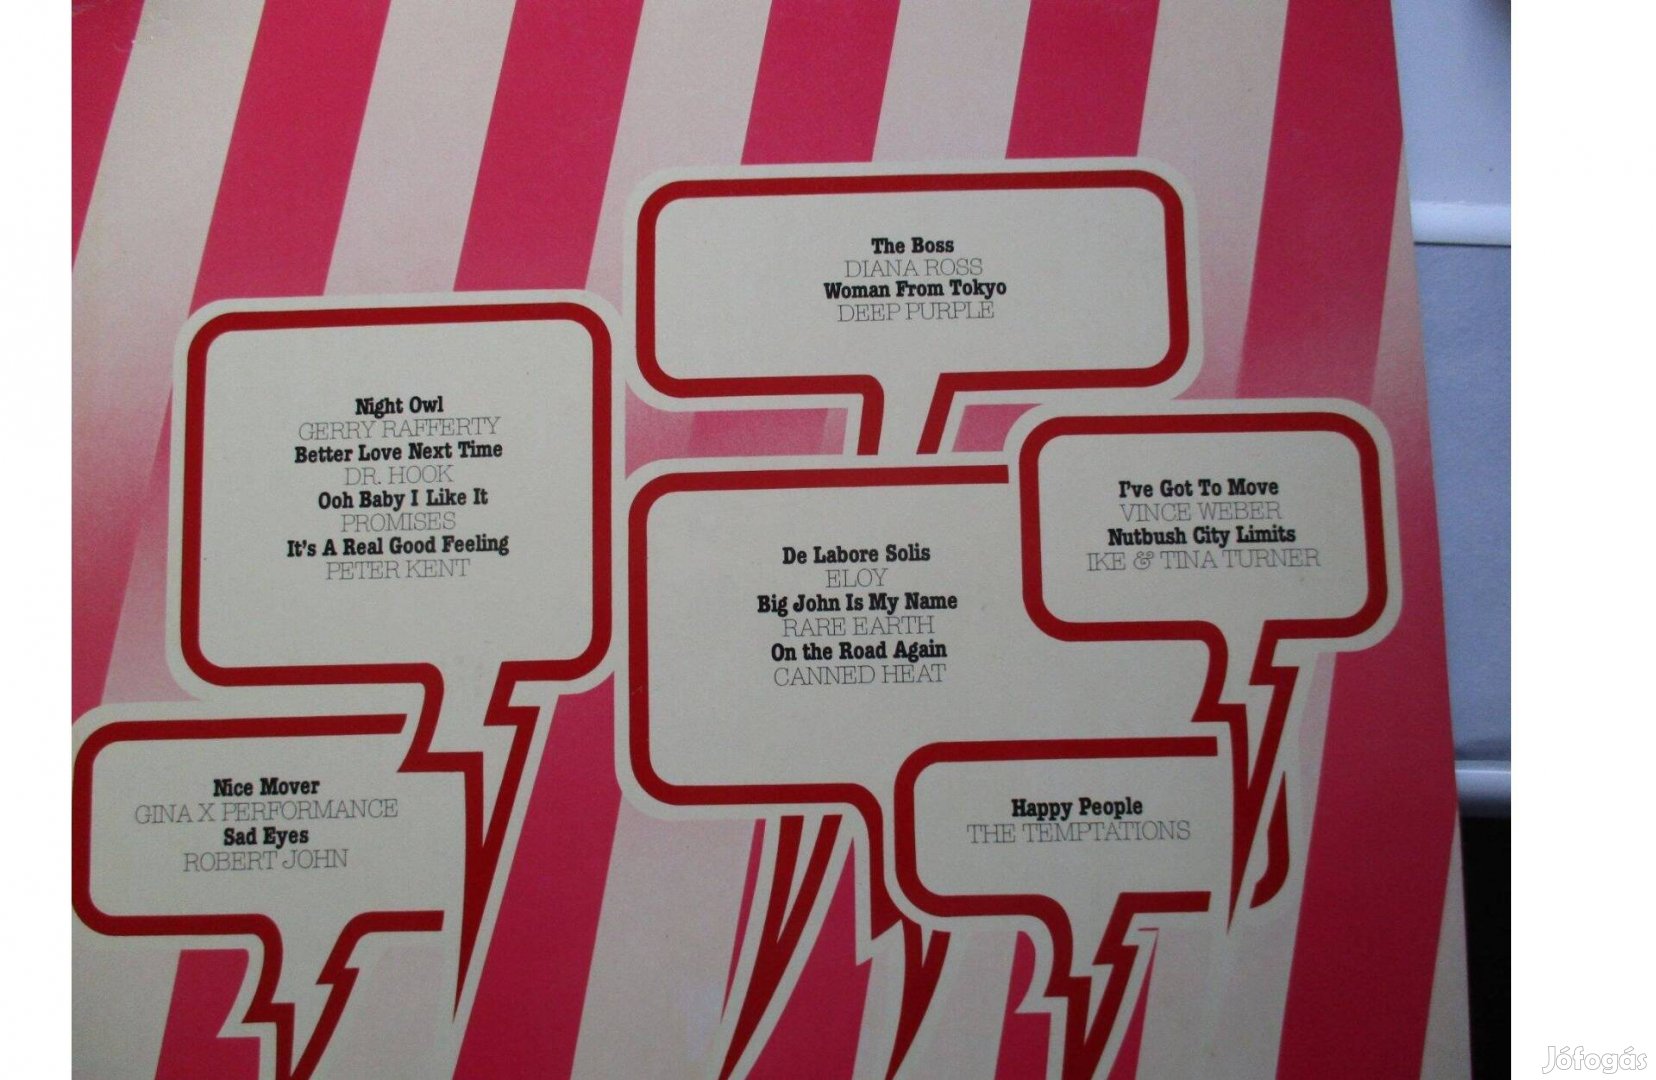 The Boss
DIANA ROSS
Woman From Tokyo
DEEP PURPLE
Night Owl
GERRY RAFFERTY
Better Love Next Time
DR. HOOK
Ooh Baby I Like It
PROMISES
It's A Real Good Feeling
PETER KENT
I've Got To Move
VINCE WEBER
Nutbush City Limits
IKE & TINA TURNER
De Labore Solis
ELOY
Big John Is My Name
RARE EARTH
On the Road Again
CANNED HEAT
Nice Mover
GINA X PERFORMANCE
Sad Eyes
ROBERT JOHN
Happy People
THE TEMPTATIONS
Jófogás